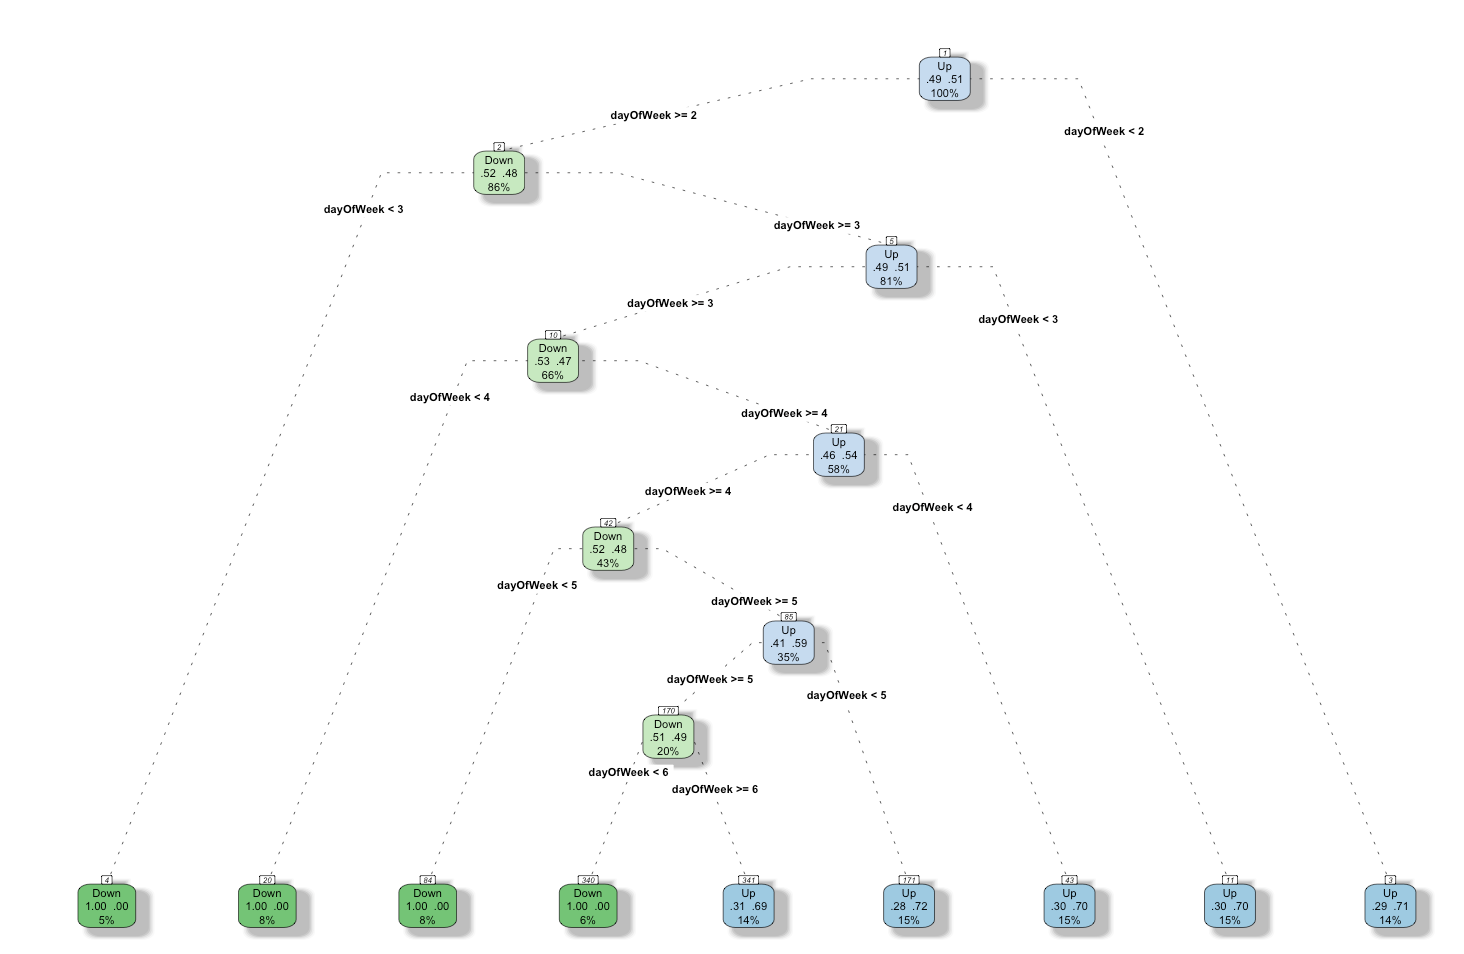 1
Up
.49 .51
100%
dayOfWeek >= 2
dayOfWeek < 2
2
Down
.52 .48
86%
dayOfWeek < 3
dayOfWeek >= 3
5
Up
.49 .51
81%
dayOfWeek >= 3
dayOfWeek < 3
10
Down
.53 .47
66%
dayOfWeek < 4
dayOfWeek >= 4
21
Up
.46 .54
58%
dayOfWeek >= 4
dayOfWeek < 4
42
Down
.52 .48
43%
dayOfWeek < 5
dayOfWeek >= 5
85
Up
.41 .59
35%
dayOfWeek >= 5
dayOfWeek < 5
170
Down
.51 .49
20%
dayOfWeek < 6
dayOfWeek >= 6
4
Down
1.00 .00
5%
20
Down
1.00 .00
8%
84
Down
1.00 .00
8%
340
Down
1.00 .00
6%
341
Up
.31 .69
14%
171
Up
.28 .72
15%
43
Up
.30 .70
15%
11
Up
.30 .70
15%
3
Up
.29 .71
14%